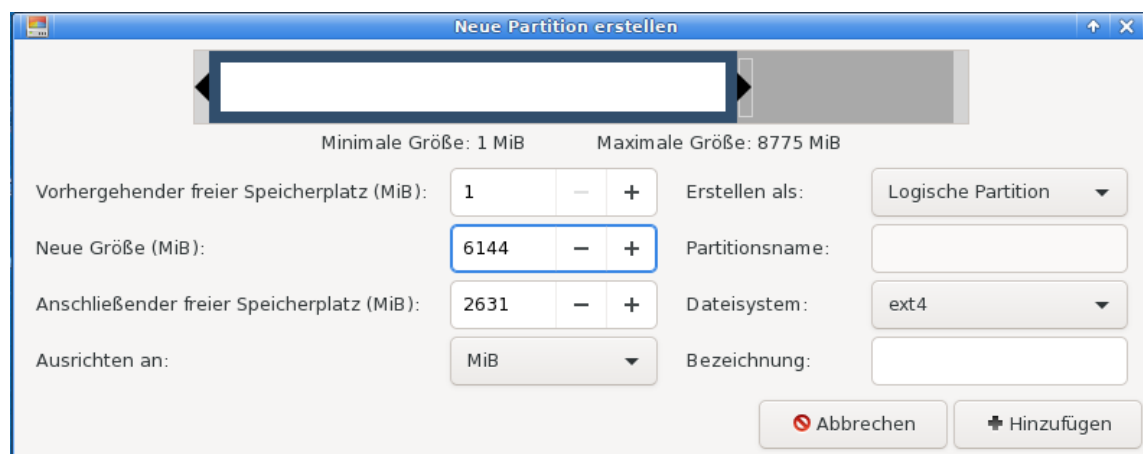 Neue Partition erstellen
Minimale Größe: 1 MiB Maximale Größe: 8775 MiB
Vorhergehender freier Speicherplatz (MiB): 1 − + Erstellen als: Logische Partition
Neue Größe (MiB): 6144 − + Partitionsname:
Anschließender freier Speicherplatz (MiB): 2631 − + Dateisystem: ext4
Ausrichten an: MiB Bezeichnung:
Abbrechen Hinzufügen